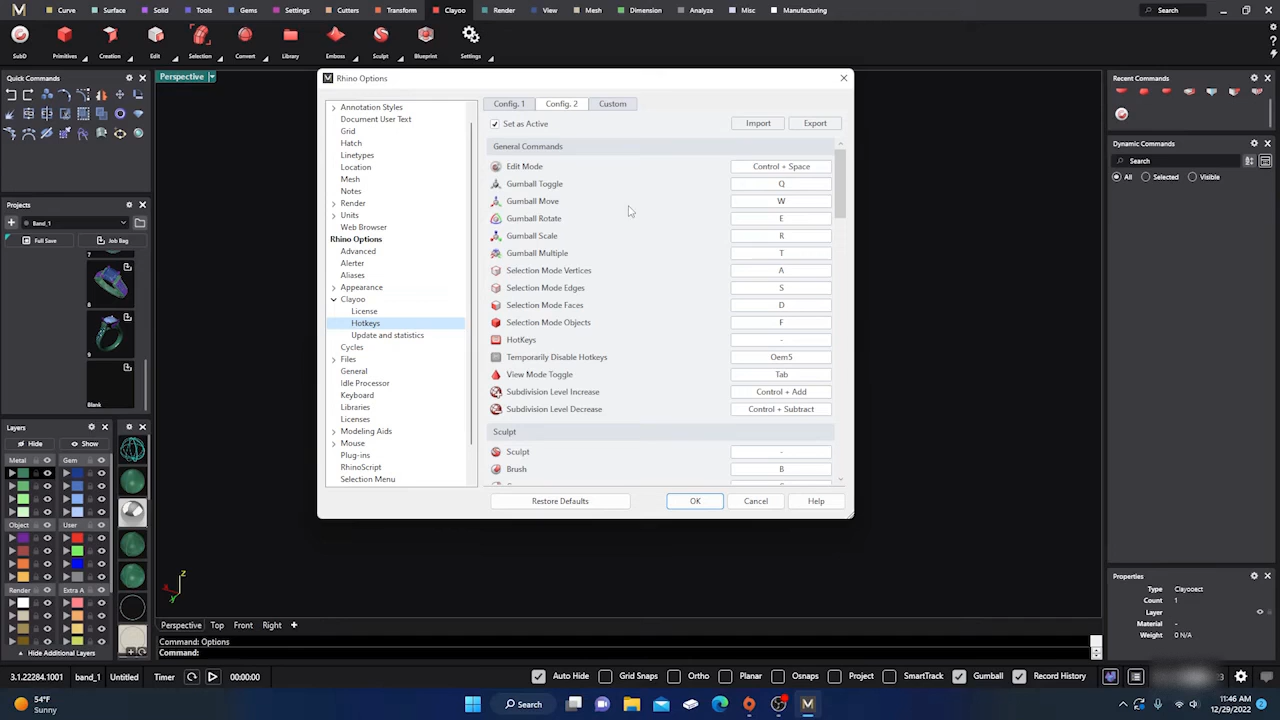 Curve Surface Solid Tools Settings Gems Cutters Transform Clayoo Render View Mesh Dimension Analyze Misc Manufacturing Search
SubD Primitives Creation Edit Selection Convert Library Emboss Sculpt Blueprint Settings
Quick Commands
Projects
Band_1
Full Save Job Bag
7
8
9
Blend
Layers
Hide Show
Metal Gem
Object User
Render Extra A
Hide Additional Layers
Perspective
Rhino Options
Annotation Styles
Document User Text
Grid
Hatch
Linetypes
Location
Mesh
Notes
Render
Units
Web Browser
Rhino Options
Advanced
Alerter
Aliases
Appearance
Clayoo
License
Hotkeys
Update and statistics
Cycles
Files
General
Idle Processor
Keyboard
Libraries
Licenses
Modeling Aids
Mouse
Plug-ins
RhinoScript
Selection Menu
Config. 1 Config. 2 Custom
Set as Active Import Export
General Commands
Edit Mode Control + Space
Gumball Toggle Q
Gumball Move W
Gumball Rotate E
Gumball Scale R
Gumball Multiple T
Selection Mode Vertices A
Selection Mode Edges S
Selection Mode Faces D
Selection Mode Objects F
HotKeys -
Temporarily Disable Hotkeys Oem5
View Mode Toggle Tab
Subdivision Level Increase Control + Add
Subdivision Level Decrease Control + Subtract
Sculpt
Sculpt -
Brush B
Restore Defaults OK Cancel Help
Recent Commands
Dynamic Commands
Search
All Selected Visible
Properties
Type Clayoocot
Count 1
Layer
Material -
Weight 0 N/A
z
x
y
Perspective Top Front Right
Command: Options
Command:
3.1.22284.1001 band_1 Untitled Timer 00:00:00 Auto Hide Grid Snaps Ortho Planar Osnaps Project SmartTrack Gumball Record History
54°F
Sunny
Search
11:46 AM
12/29/2022